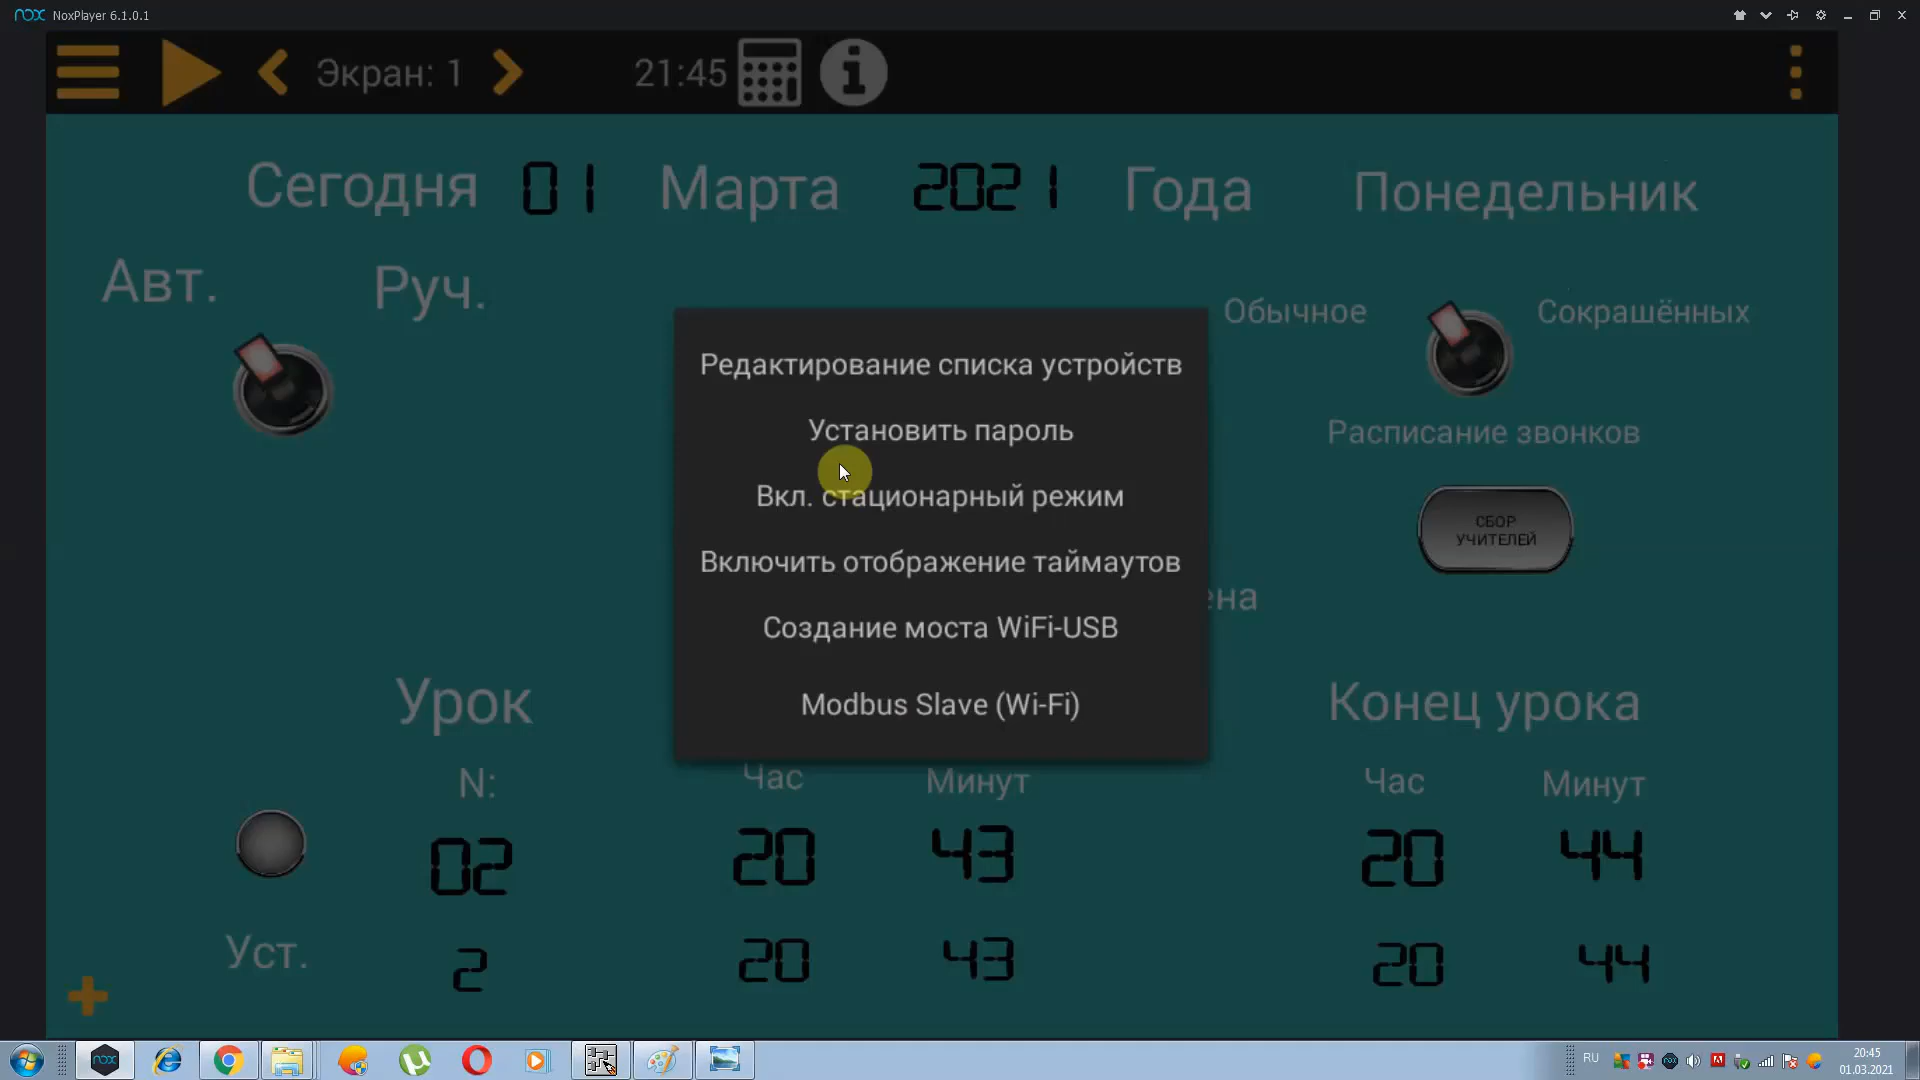 nox NoxPlayer 6.1.0.1
Экран: 1
21:45
Сегодня 01 Марта 2021 Года Понедельник
Авт. Руч.
Обычное Сокрашённых
Редактирование списка устройств
Установить пароль
Расписание звонков
Вкл. стационарный режим
СБОР
УЧИТЕЛЕЙ
Включить отображение таймаутов
Создание моста WiFi-USB
Modbus Slave (Wi-Fi)
Урок
Конец урока
N: Час Минут Час Минут
02 20 43 20 44
Уст. 2 20 43 20 44
nox
RU
20:45
01.03.2021